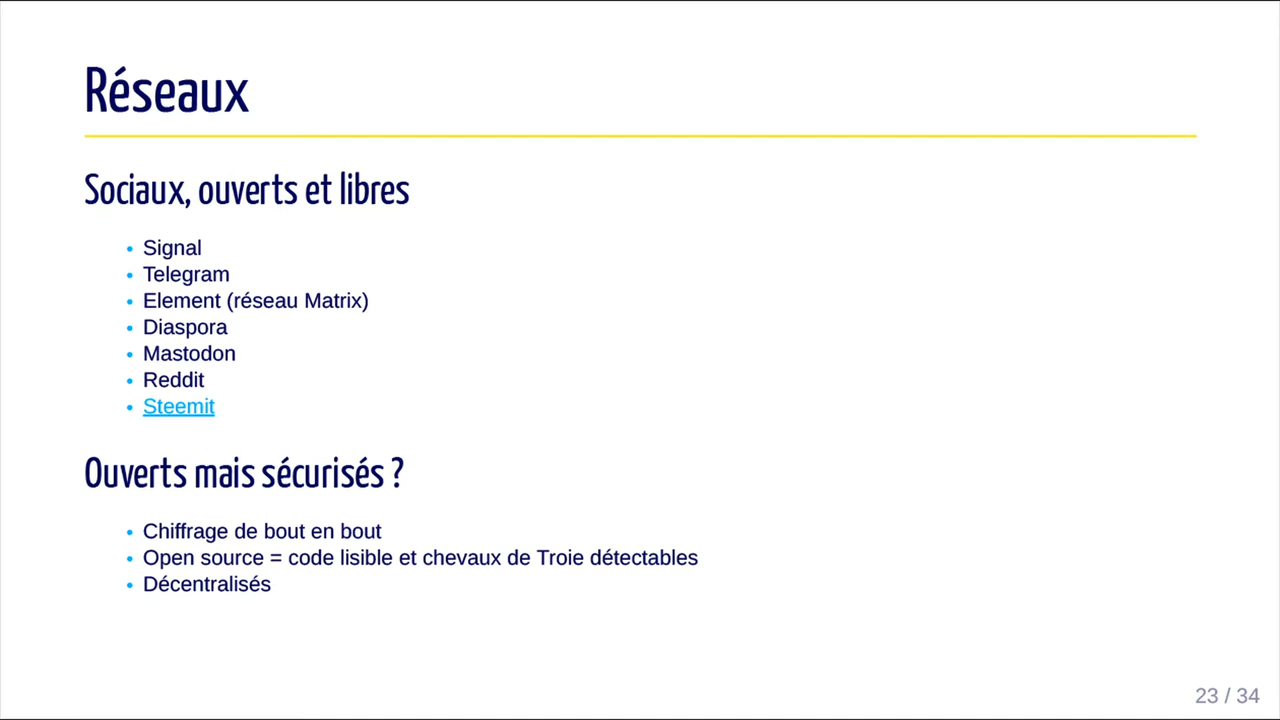 Réseaux
Sociaux, ouverts et libres
• Signal
• Telegram
• Element (réseau Matrix)
• Diaspora
• Mastodon
• Reddit
• Steemit
Ouverts mais sécurisés ?
• Chiffrage de bout en bout
• Open source = code lisible et chevaux de Troie détectables
• Décentralisés
23 / 34